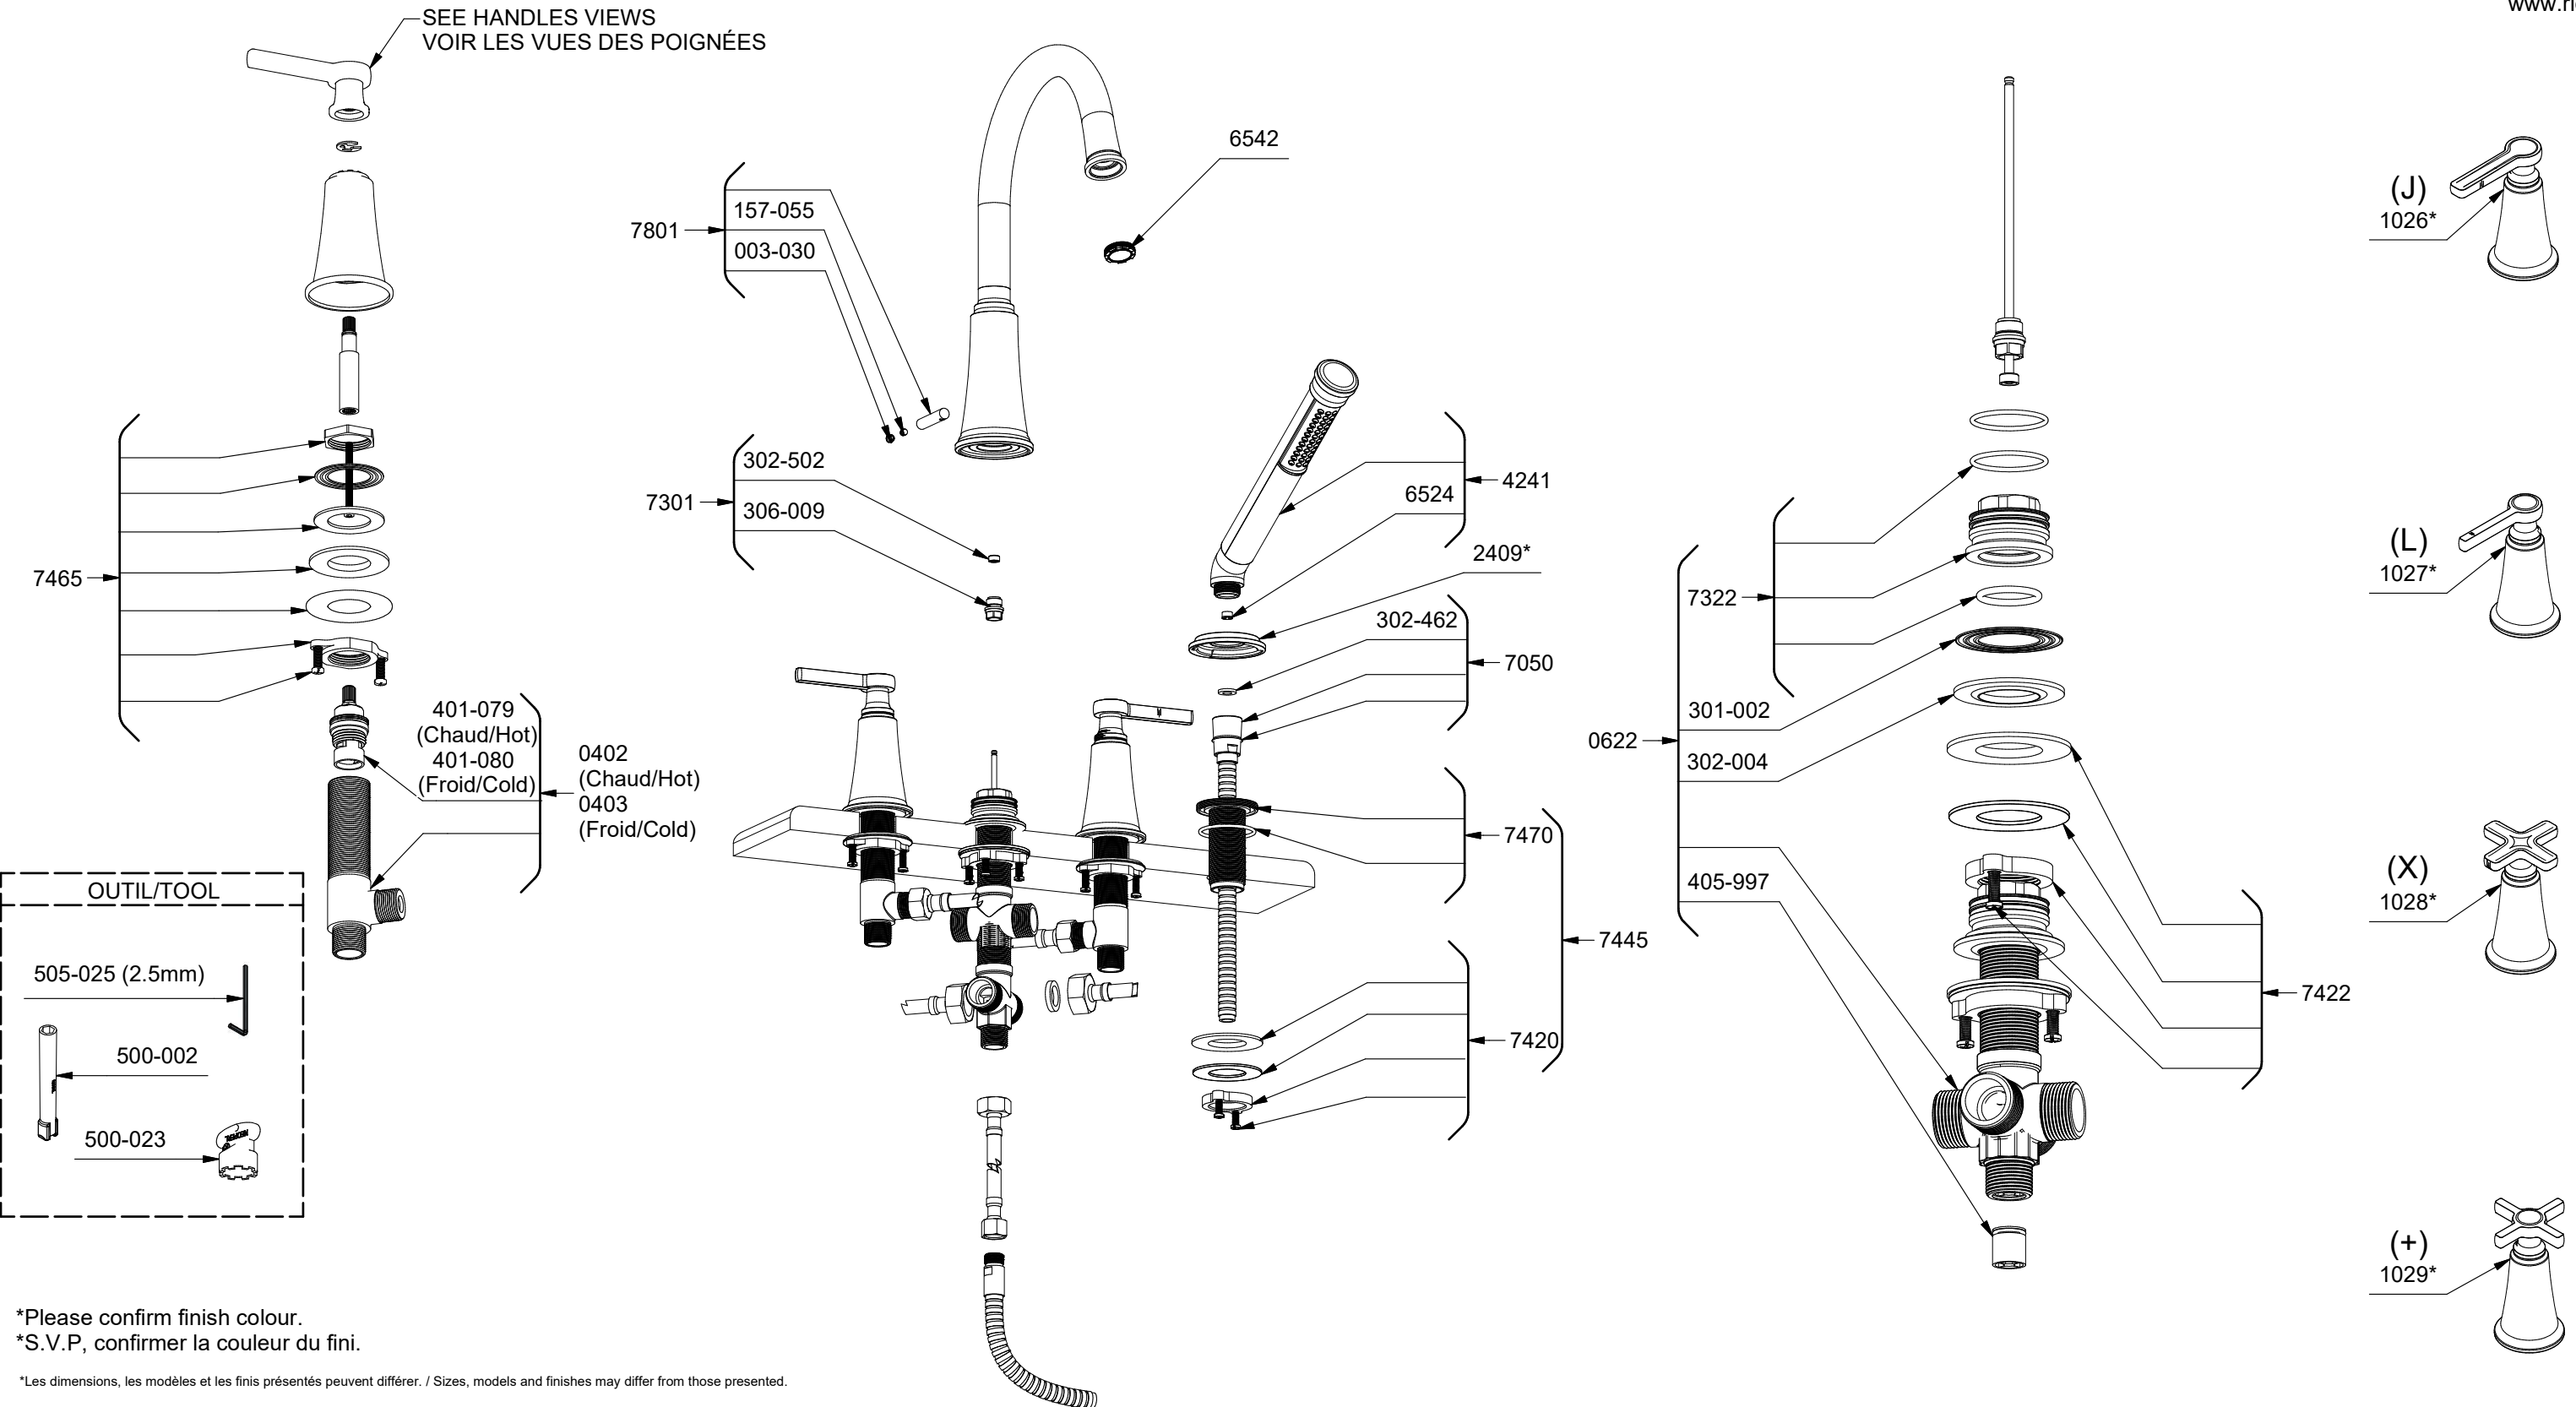 www.ri
SEE HANDLES VIEWS
VOIR LES VUES DES POIGNÉES
6542
7801
157-055
003-030
(J)
1026*
7301
302-502
306-009
4241
6524
2409*
(L)
1027*
7465
302-462
7050
7322
301-002
302-004
0622
405-997
401-079
(Chaud/Hot)
401-080
(Froid/Cold)
0402
(Chaud/Hot)
0403
(Froid/Cold)
7470
7445
7420
7422
(X)
1028*
OUTIL/TOOL
505-025 (2.5mm)
500-002
500-023
(+)
1029*
*Please confirm finish colour.
*S.V.P, confirmer la couleur du fini.
*Les dimensions, les modèles et les finis présentés peuvent différer. / Sizes, models and finishes may differ from those presented.